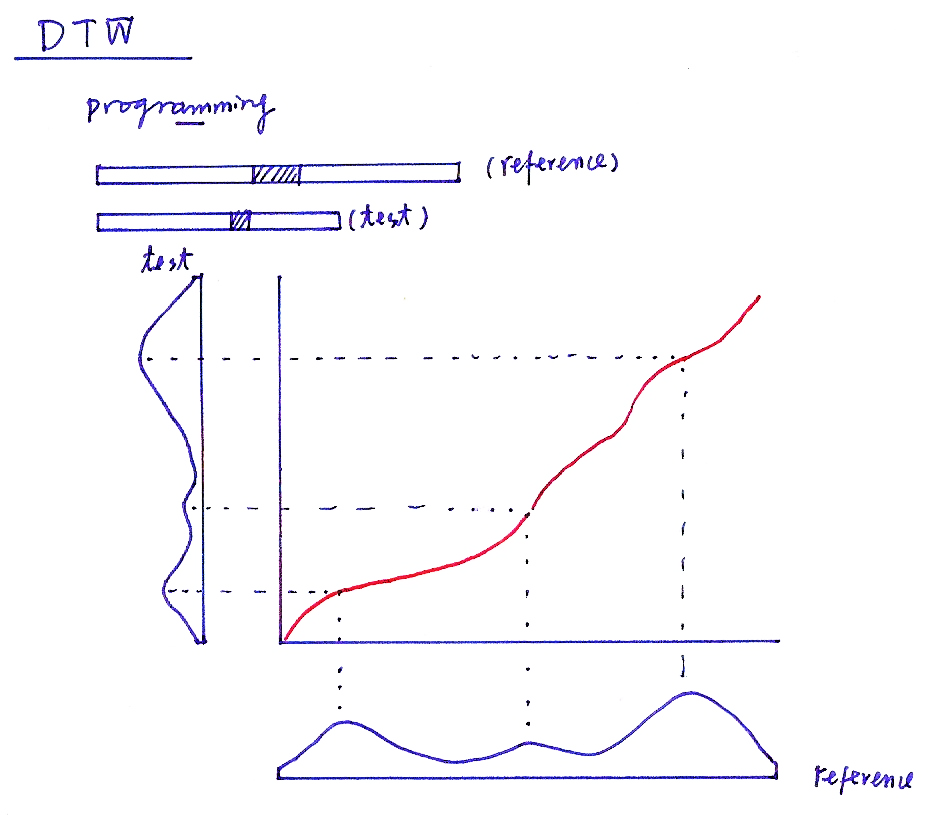 DTW
programming
(reference)
(test)
test
reference